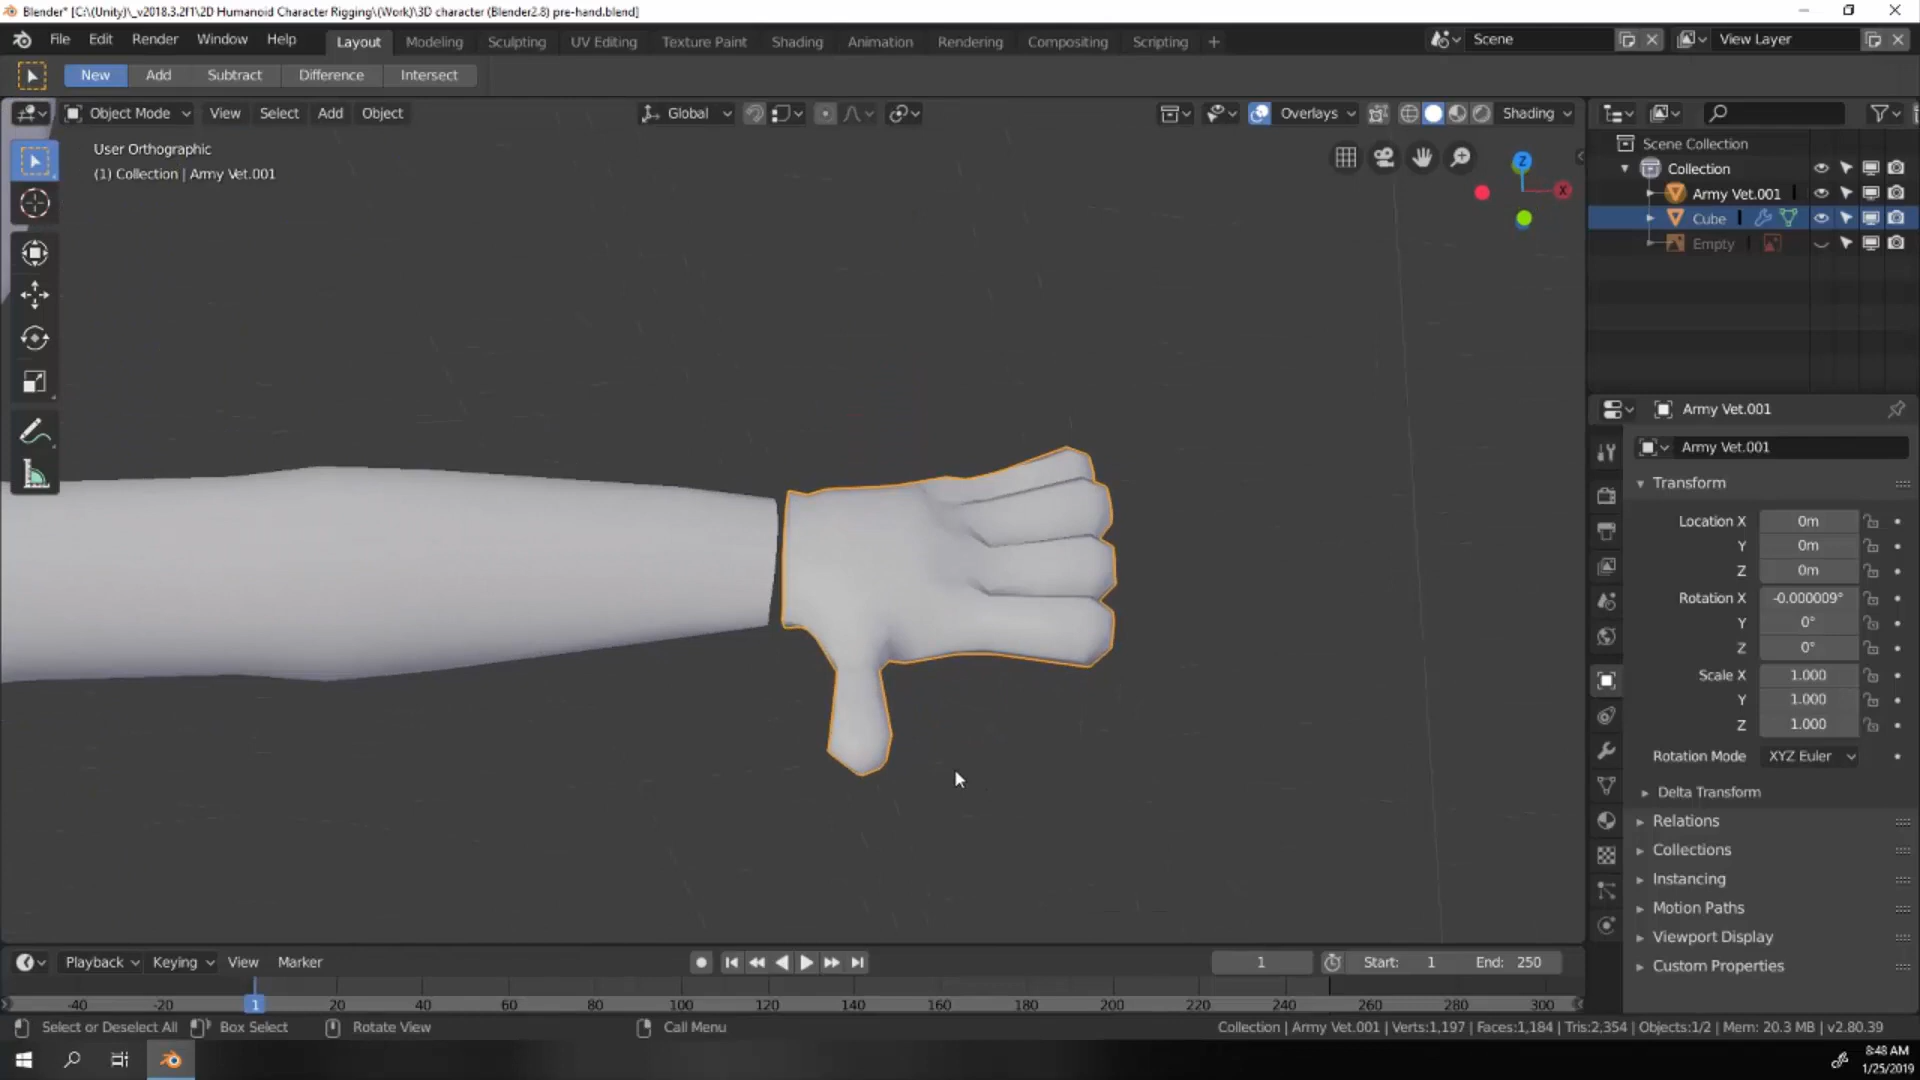 Blender* [C:\(Unity)\_v2018.3.2f1\2D Humanoid Character Rigging\(Work)\3D character (Blender2.8) pre-hand.blend]
File Edit Render Window Help Layout Modeling Sculpting UV Editing Texture Paint Shading Animation Rendering Compositing Scripting + Scene View Layer
New Add Subtract Difference Intersect
Object Mode View Select Add Object Global Overlays Shading
User Orthographic
(1) Collection | Army Vet.001
Z
X
Scene Collection
Collection
Army Vet.001
Cube
Empty
Army Vet.001
Army Vet.001
Transform
Location X 0m
Y 0m
Z 0m
Rotation X -0.000009°
Y 0°
Z 0°
Scale X 1.000
Y 1.000
Z 1.000
Rotation Mode XYZ Euler
Delta Transform
Relations
Collections
Instancing
Motion Paths
Viewport Display
Custom Properties
Playback Keying View Marker 1 Start: 1 End: 250
-40 -20 1 20 40 60 80 100 120 140 160 180 200 220 240 260 280 300
Select or Deselect All Box Select Rotate View Call Menu Collection | Army Vet.001 | Verts:1,197 | Faces:1,184 | Tris:2,354 | Objects:1/2 | Mem: 20.3 MB | v2.80.39
8:48 AM
1/25/2019